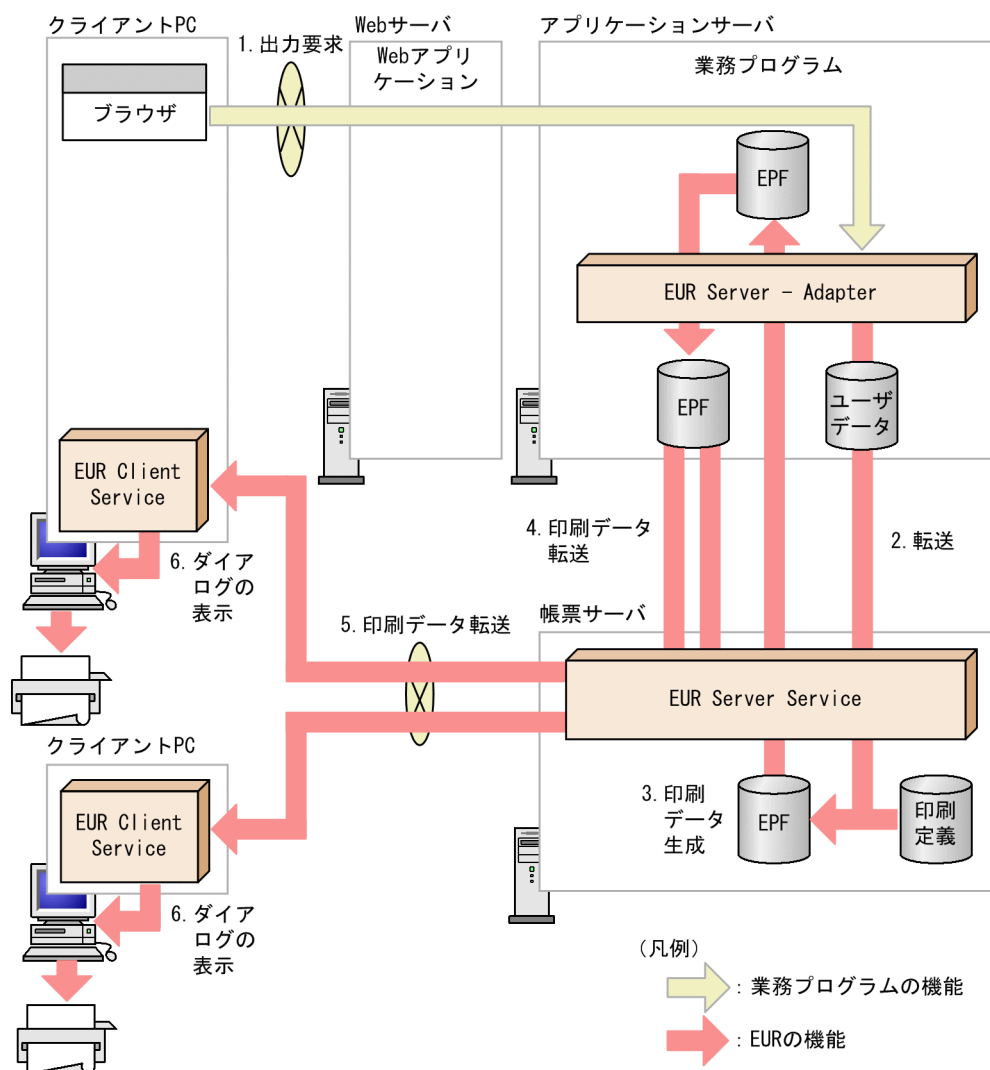 クライアントPC
1. 出力要求
Webサーバ
アプリケーションサーバ
Webアプリ
ケーション
業務プログラム
ブラウザ
EPF
EUR Server － Adapter
EPF
ユーザ
データ
EUR Client
Service
4. 印刷データ
転送
2. 転送
6. ダイア
ログの
表示
5. 印刷データ転送
帳票サーバ
EUR Server Service
クライアントPC
EUR Client
Service
3. 印刷
データ
生成
EPF
印刷
定義
6. ダイア
ログの
表示
（凡例）
：業務プログラムの機能
：EURの機能